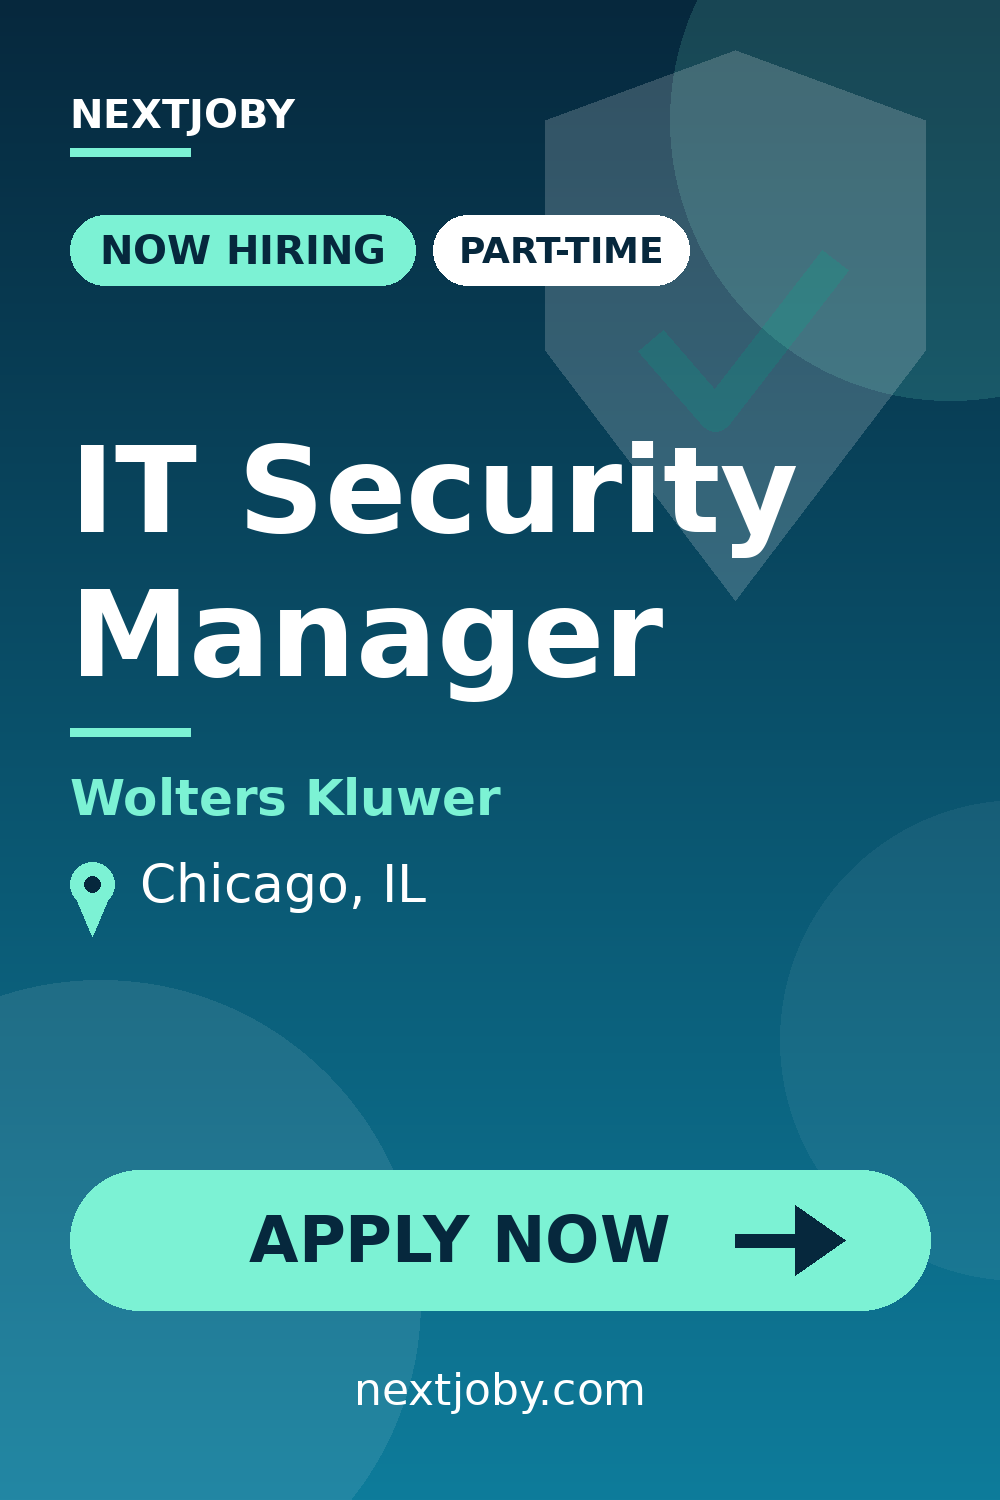 NEXTJOBY
NOW HIRING
PART-TIME
IT Security
Manager
Wolters Kluwer
Chicago, IL
APPLY NOW
nextjoby.com